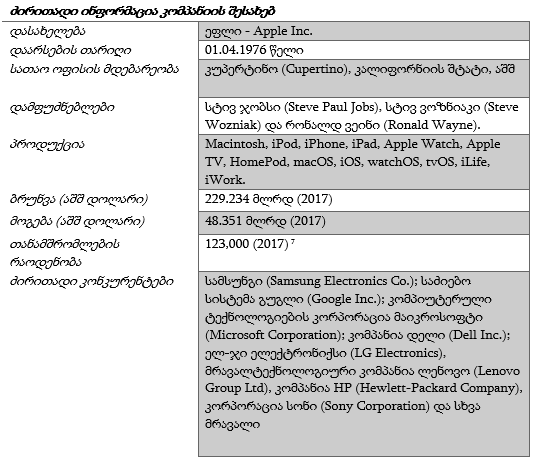 ძირითადი ინფორმაცია კომპანიის შესახებ
დასახელება
ეფლი - Apple Inc.
დაარსების თარიღი
01.04.1976 წელი
სათაო ოფისის მდებარეობა
კუპერტინო (Cupertino), კალიფორნიის შტატი, აშშ
დამფუძნებლები
სტივ ჯობსი (Steve Paul Jobs), სტივ ვოზნიაკი (Steve
Wozniak) და რონალდ ვეინი (Ronald Wayne).
პროდუქცია
Macintosh, iPod, iPhone, iPad, Apple Watch, Apple
TV, HomePod, macOS, iOS, watchOS, tvOS, iLife,
iWork.
ბრუნვა (აშშ დოლარი)
229.234 მლრდ (2017)
მოგება (აშშ დოლარი)
48.351 მლრდ (2017)
თანამშრომლების
რაოდენობა
123,000 (2017) 7
ძირითადი კონკურენტები
სამსუნგი (Samsung Electronics Co.); საძიებო
სისტემა გუგლი (Google Inc.); კომპიუტერული
ტექნოლოგიების კორპორაცია მაიკროსოფტი
(Microsoft Corporation); კომპანია დელი (Dell Inc.);
ელ-ჯი ელექტრონიქსი (LG Electronics),
მრავალტექნოლოგიური კომპანია ლენოვო (Lenovo
Group Ltd), კომპანია HP (Hewlett-Packard Company),
კორპორაცია სონი (Sony Corporation) და სხვა
მრავალი